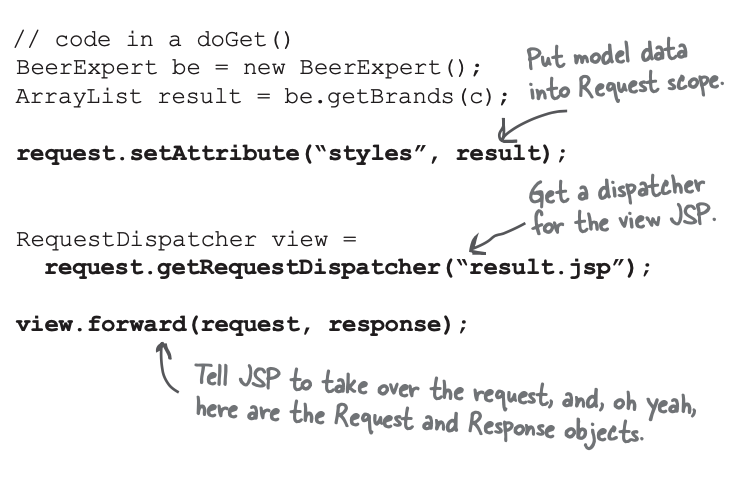 // code in a doGet()
BeerExpert be = new BeerExpert();
ArrayList result = be.getBrands(c);
Put model data
into Request scope.
request.setAttribute(“styles”, result);
Get a dispatcher
for the view JSP.
RequestDispatcher view =
request.getRequestDispatcher(“result.jsp”);
view.forward(request, response);
Tell JSP to take over the request, and, oh yeah,
here are the Request and Response objects.